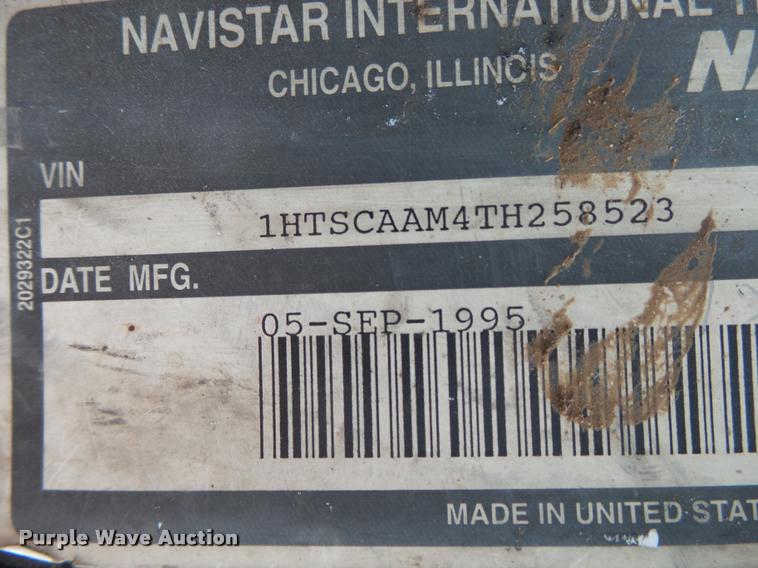 NAVISTAR INTERNATIONAL
CHICAGO, ILLINOIS
VIN
1HTSCAAM4TH258523
2029322C1
DATE MFG.
05-SEP-1995
MADE IN UNITED STAT
Purple Wave Auction